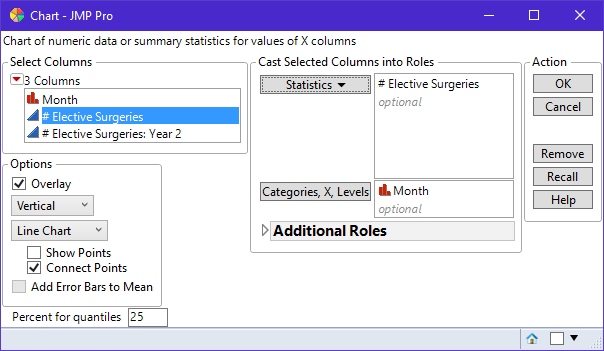 Chart - JMP Pro
Chart of numeric data or summary statistics for values of X columns
Select Columns
3 Columns
Month
# Elective Surgeries
# Elective Surgeries: Year 2
Options
Overlay
Vertical
Line Chart
Show Points
Connect Points
Add Error Bars to Mean
Percent for quantiles 25
Cast Selected Columns into Roles
Statistics
# Elective Surgeries
optional
Categories, X, Levels
Month
optional
Additional Roles
Action
OK
Cancel
Remove
Recall
Help